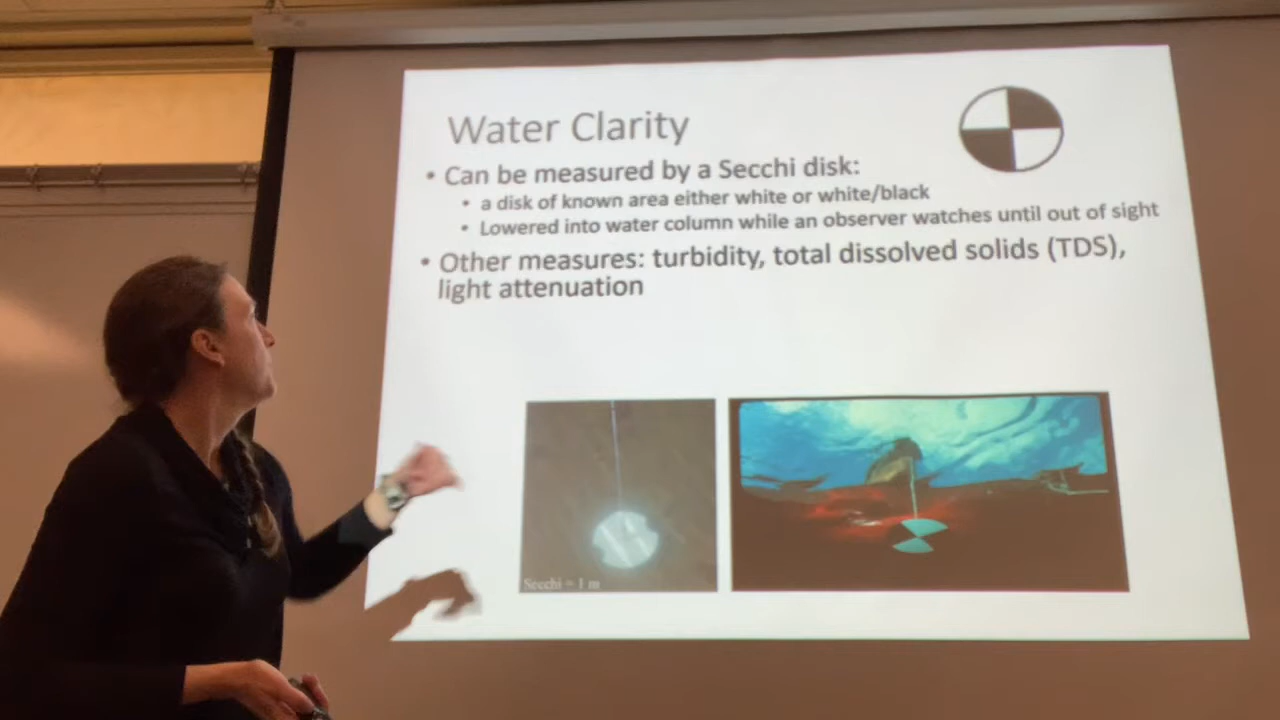 Water Clarity
• Can be measured by a Secchi disk:
• a disk of known area either white or white/black
• Lowered into water column while an observer watches until out of sight
• Other measures: turbidity, total dissolved solids (TDS),
light attenuation
Secchi = 1 m